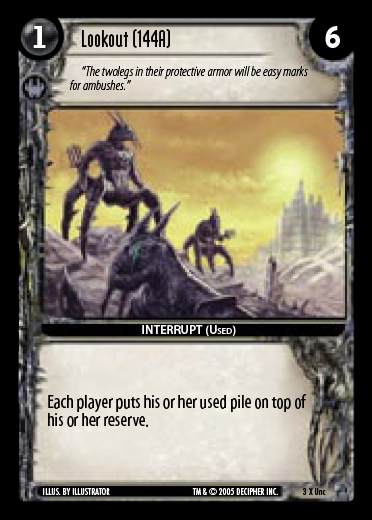 1
Lookout (144A)
6
"The twolegs in their protective armor will be easy marks
for ambushes."
INTERRUPT (USED)
Each player puts his or her used pile on top of
his or her reserve.
ILLUS. BY ILLUSTRATOR
TM & © 2005 DECIPHER INC.
3 X Unc